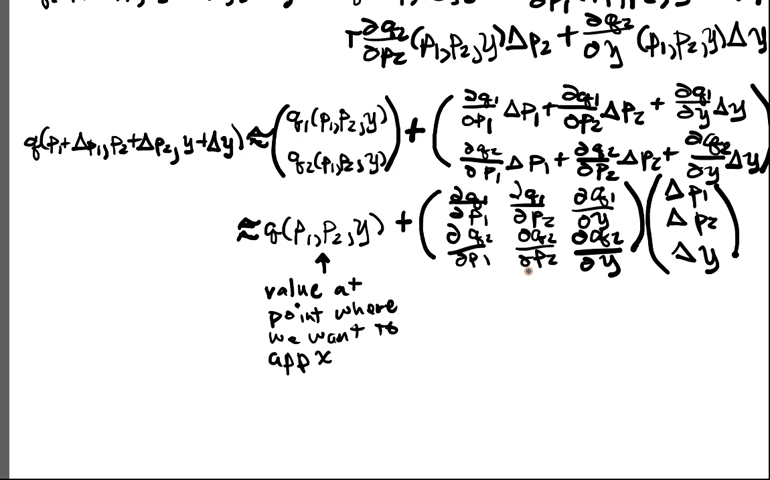 + ∂q₂/∂p₂ (p₁,p₂,y)Δp₂ + ∂q₂/∂y (p₁,p₂,y)Δy
q(p₁+Δp₁,p₂+Δp₂,y+Δy) ≈ (q₁(p₁,p₂,y) q₂(p₁,p₂,y)) + (∂q₁/∂p₁ Δp₁ + ∂q₁/∂p₂ Δp₂ + ∂q₁/∂y Δy ∂q₂/∂p₁ Δp₁ + ∂q₂/∂p₂ Δp₂ + ∂q₂/∂y Δy)
≈ q(p₁,p₂,y) + (∂q₁/∂p₁ ∂q₁/∂p₂ ∂q₁/∂y ∂q₂/∂p₁ ∂q₂/∂p₂ ∂q₂/∂y) (Δp₁ Δp₂ Δy)
↑
value at
point where
we want to
appx